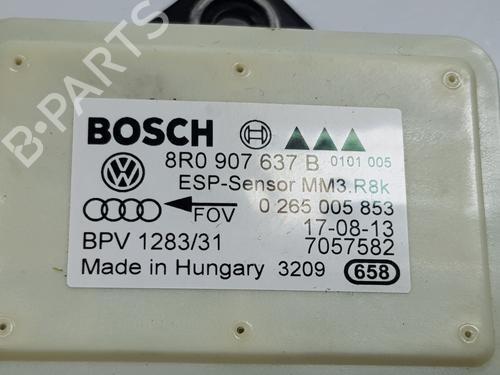 B-PARTS
BOSCH
8R0 907 637 B 0101 005
ESP-Sensor MM3.R8k
FOV 0 265 005 853
17-08-13
BPV 1283/31 7057582
Made in Hungary 3209 658